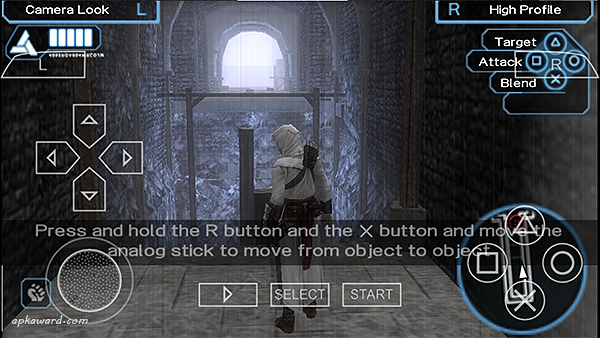 Camera Look L
R High Profile
Target
Attack
R
Blend
L
Press and hold the R button and the X button and move the
analog stick to move from object to object
SELECT
START
apkaward.com